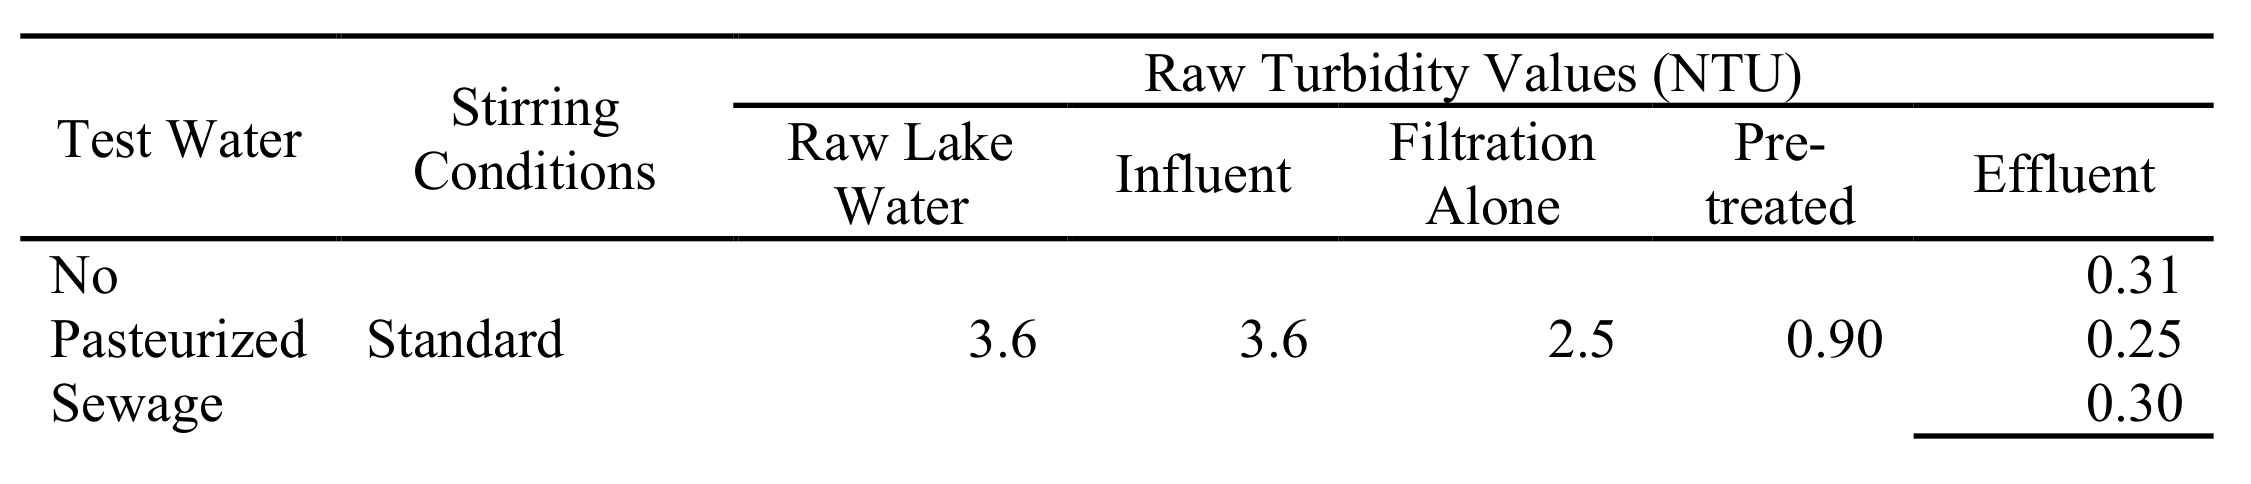 Raw Turbidity Values (NTU)
Test Water
Stirring
Conditions
Raw Lake
Water
Influent
Filtration
Alone
Pre-
treated
Effluent
No
Pasteurized
Sewage
Standard
3.6
3.6
2.5
0.90
0.31
0.25
0.30